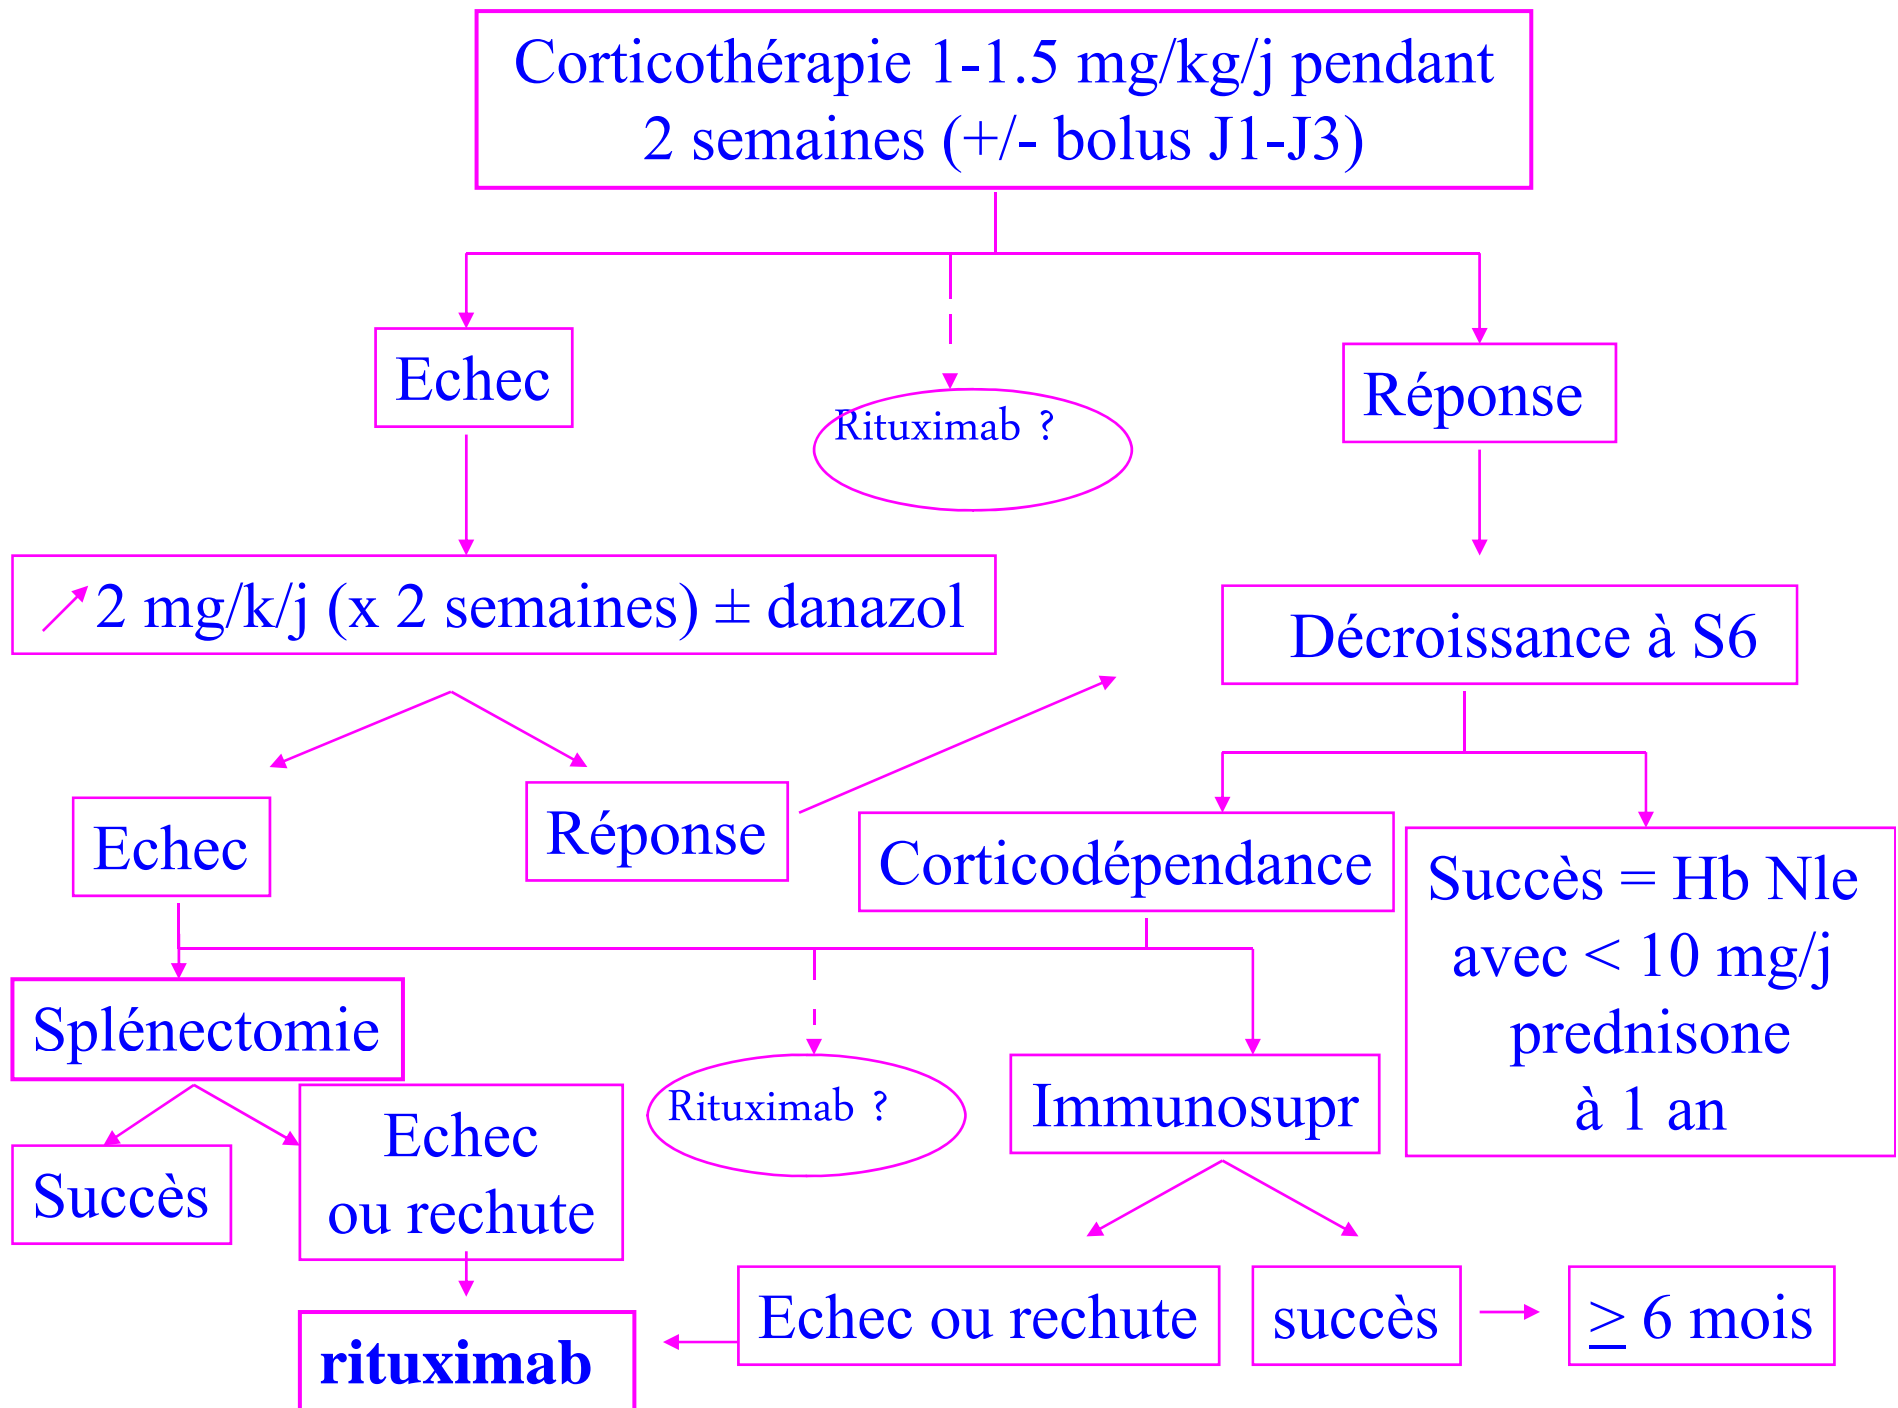 Corticothérapie 1-1.5 mg/kg/j pendant
2 semaines (+/- bolus J1-J3)
Echec
Rituximab ?
Réponse
2 mg/k/j (x 2 semaines) ± danazol
Décroissance à S6
Echec
Réponse
Corticodépendance
Succès = Hb Nle
avec < 10 mg/j
prednisone
à 1 an
Splénectomie
Rituximab ?
Immunosupr
Succès
Echec
ou rechute
Echec ou rechute
succès
≥ 6 mois
rituximab